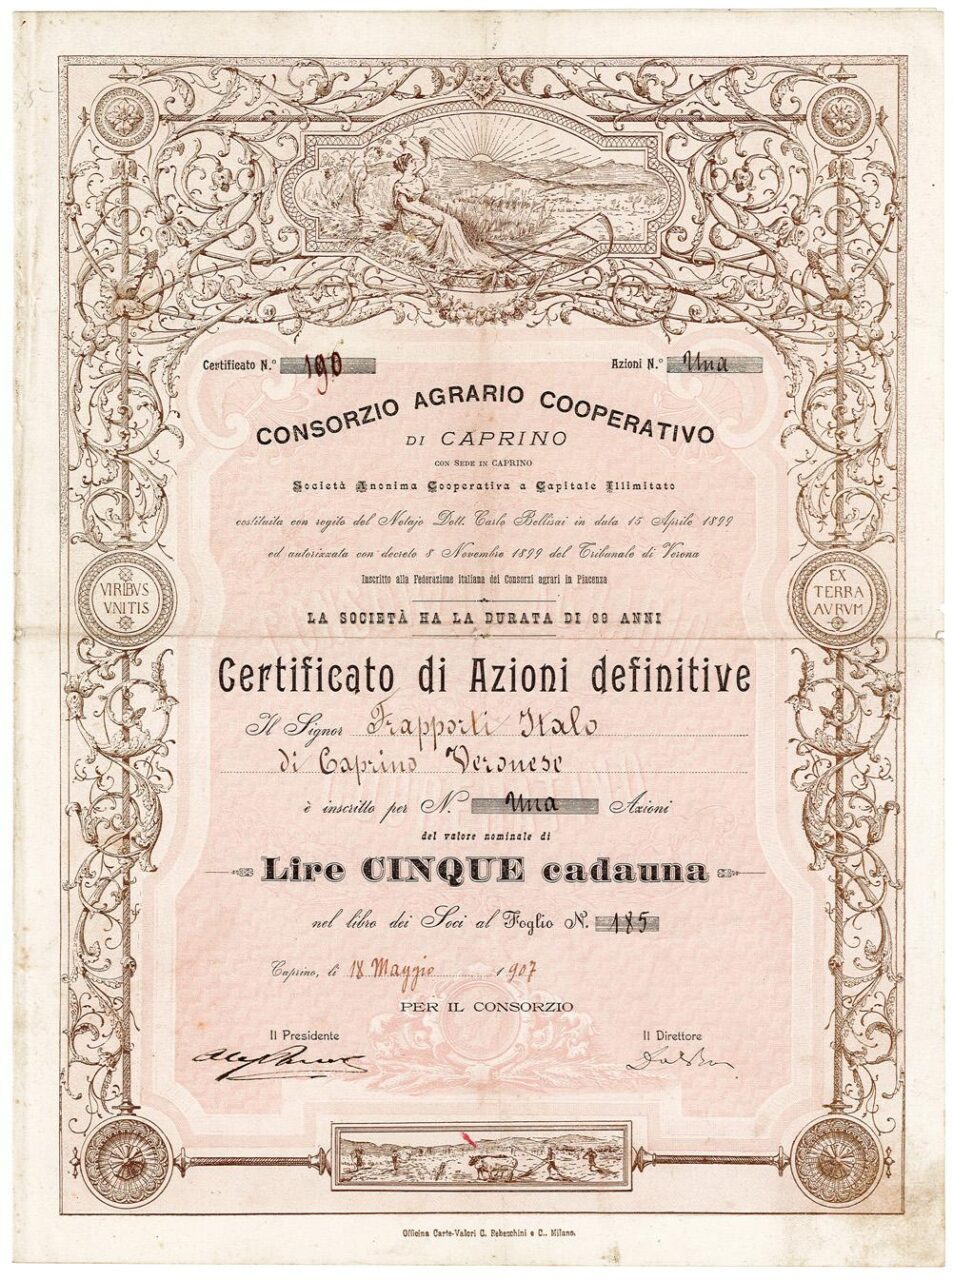 Certificato N.º 190
Azioni N.º Una
CONSORZIO AGRARIO COOPERATIVO
DI CAPRINO
CON SEDE IN CAPRINO
Società Anonima Cooperativa a Capitale Illimitato
costituita con rogito del Notajo Dott. Carlo Bellisai in data 15 Aprile 1899
ed autorizzata con decreto 8 Novembre 1899 del Tribunale di Verona
Inscritto alla Federazione italiana dei Consorzi agrari in Piacenza
VIRIBVS
VNITIS
EX
TERRA
AVRVM
LA SOCIETÀ HA LA DURATA DI 99 ANNI
Certificato di Azioni definitive
Il Signor Frapporti Italo
di Caprino Veronese
è inscritto per N. Una Azioni
del valore nominale di
Lire CINQUE cadauna
nel libro dei Soci al Foglio N. 185
Caprino, li 18 Maggio 1907
PER IL CONSORZIO
Il Presidente
Il Direttore
Officina Carte-Valori C. Rebeschini e C.. Milano.